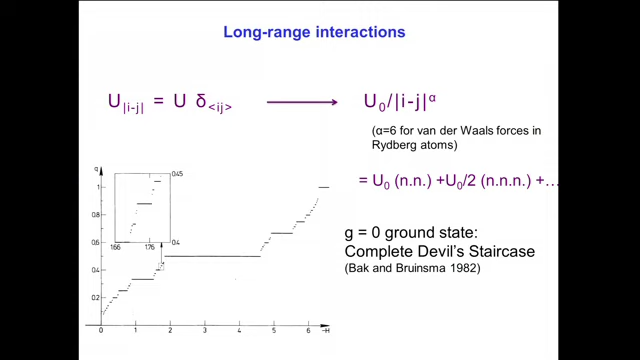 Long-range interactions
U|i-j| = U δ<ij> → U0/|i-j|α
(α=6 for van der Waals forces in
Rydberg atoms)
= U0 (n.n.) +U0/2 (n.n.n.) +…
g = 0 ground state:
Complete Devil's Staircase
(Bak and Bruinsma 1982)
q
1
0.8
0.6
0.4
0.2
0.45
0.4
166 176
0 1 2 3 4 5 6 -H